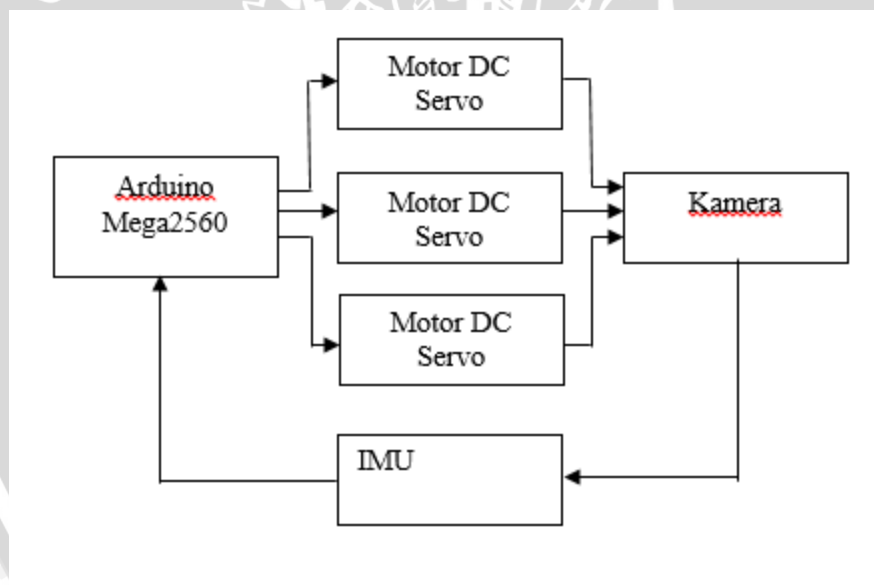 Motor DC
Servo
Arduino
Mega2560
Motor DC
Servo
Kamera
Motor DC
Servo
IMU